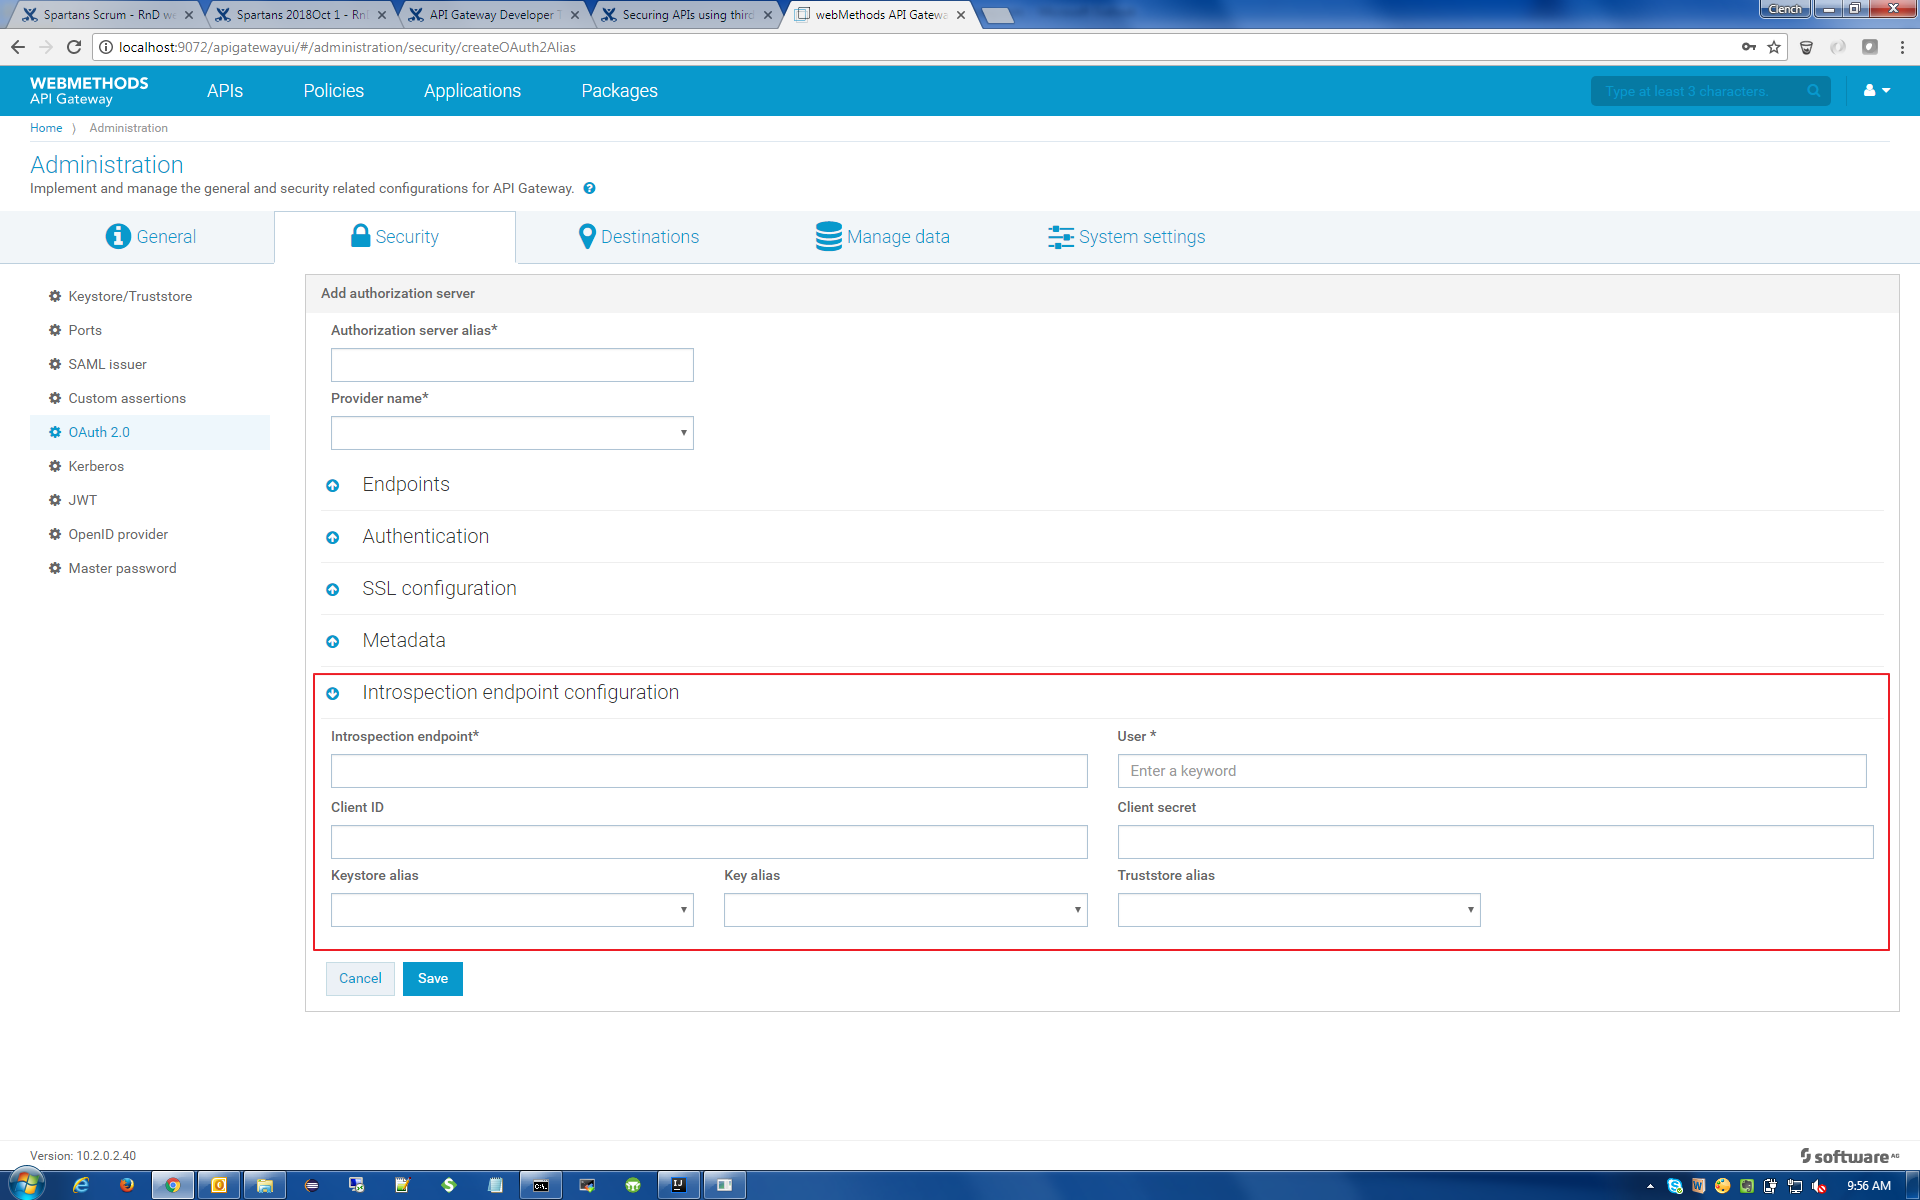 Spartans Scrum - RnD we
Spartans 2018Oct 1 - RnD
API Gateway Developer T
Securing APIs using third
webMethods API Gatewa
Clench
localhost:9072/apigatewayui/#/administration/security/createOAuth2Alias
WEBMETHODS
API Gateway
APIs
Policies
Applications
Packages
Type at least 3 characters.
Home ⟩ Administration
Administration
Implement and manage the general and security related configurations for API Gateway.
General
Security
Destinations
Manage data
System settings
Keystore/Truststore
Ports
SAML issuer
Custom assertions
OAuth 2.0
Kerberos
JWT
OpenID provider
Master password
Add authorization server
Authorization server alias*
Provider name*
Endpoints
Authentication
SSL configuration
Metadata
Introspection endpoint configuration
Introspection endpoint*
User *
Enter a keyword
Client ID
Client secret
Keystore alias
Key alias
Truststore alias
Cancel
Save
Version: 10.2.0.2.40
software AG
9:56 AM